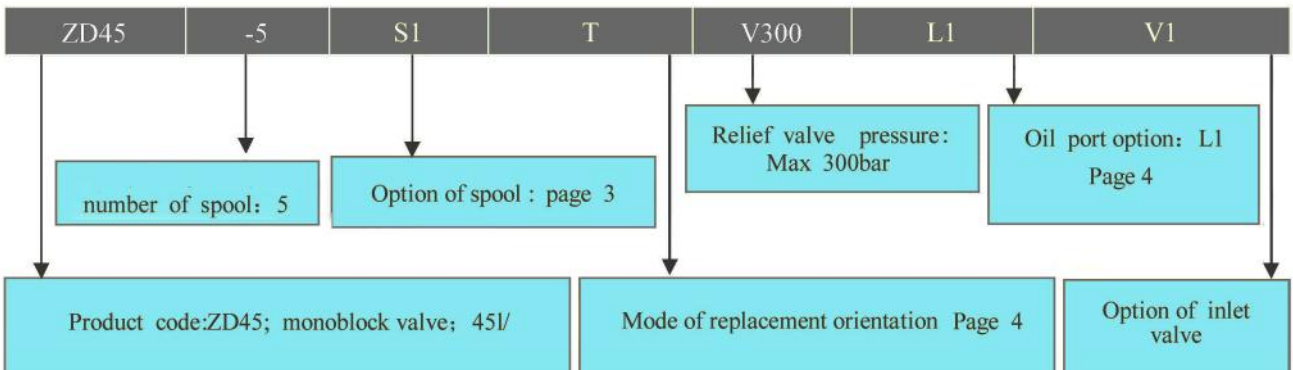 ZD45 -5 S1 T V300 L1 V1
Relief valve pressure:
Max 300bar
Oil port option：L1
Page 4
number of spool：5
Option of spool : page 3
Product code:ZD45; monoblock valve；45l/
Mode of replacement orientation Page 4
Option of inlet
valve